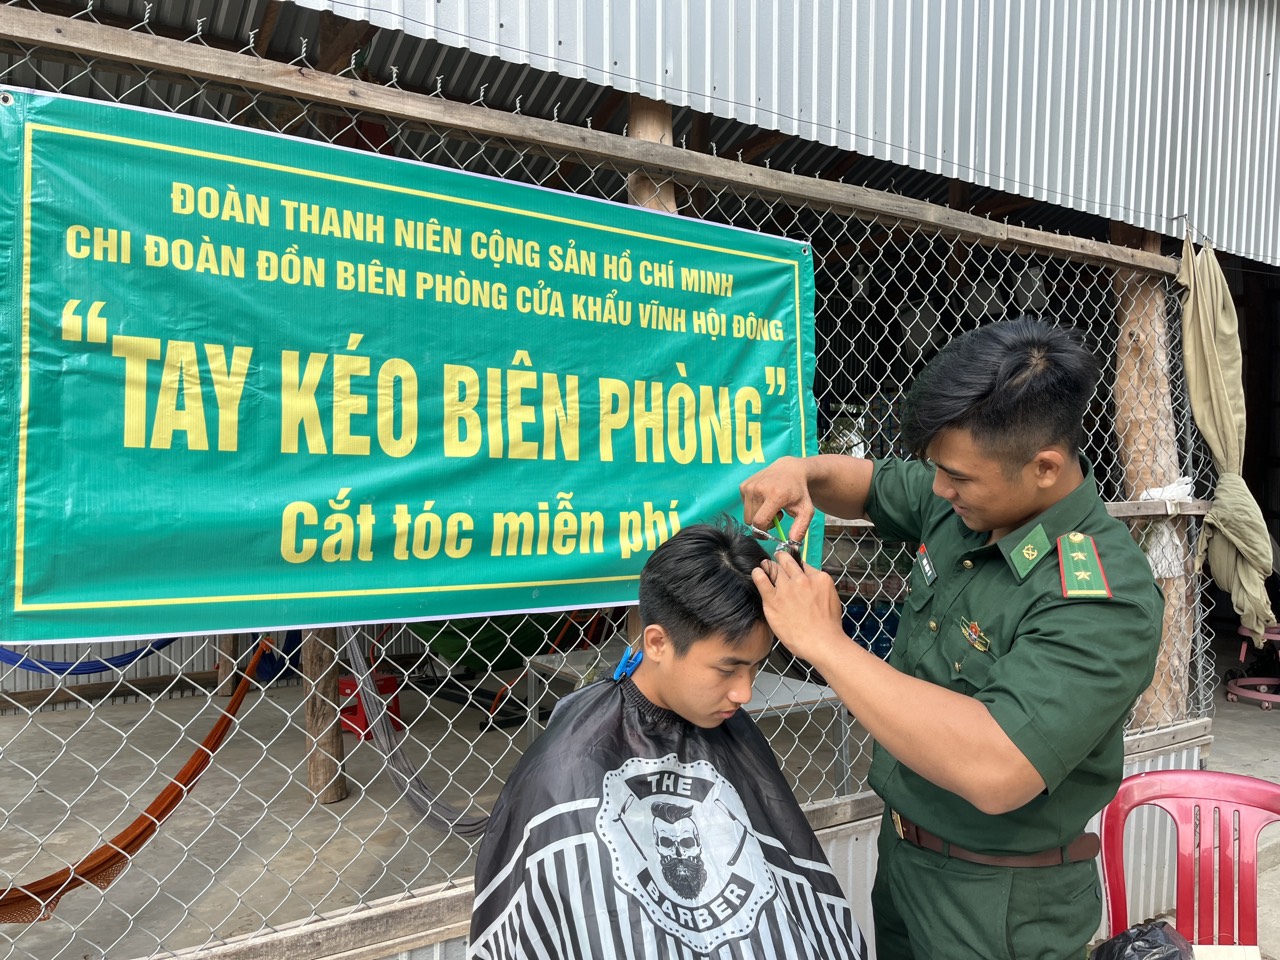 ĐOÀN THANH NIÊN CỘNG SẢN HỒ CHÍ MINH
CHI ĐOÀN ĐỒN BIÊN PHÒNG CỬA KHẨU VĨNH HỘI ĐÔNG
“TAY KÉO BIÊN PHÒNG”
Cắt tóc miễn phí
THE
BARBER